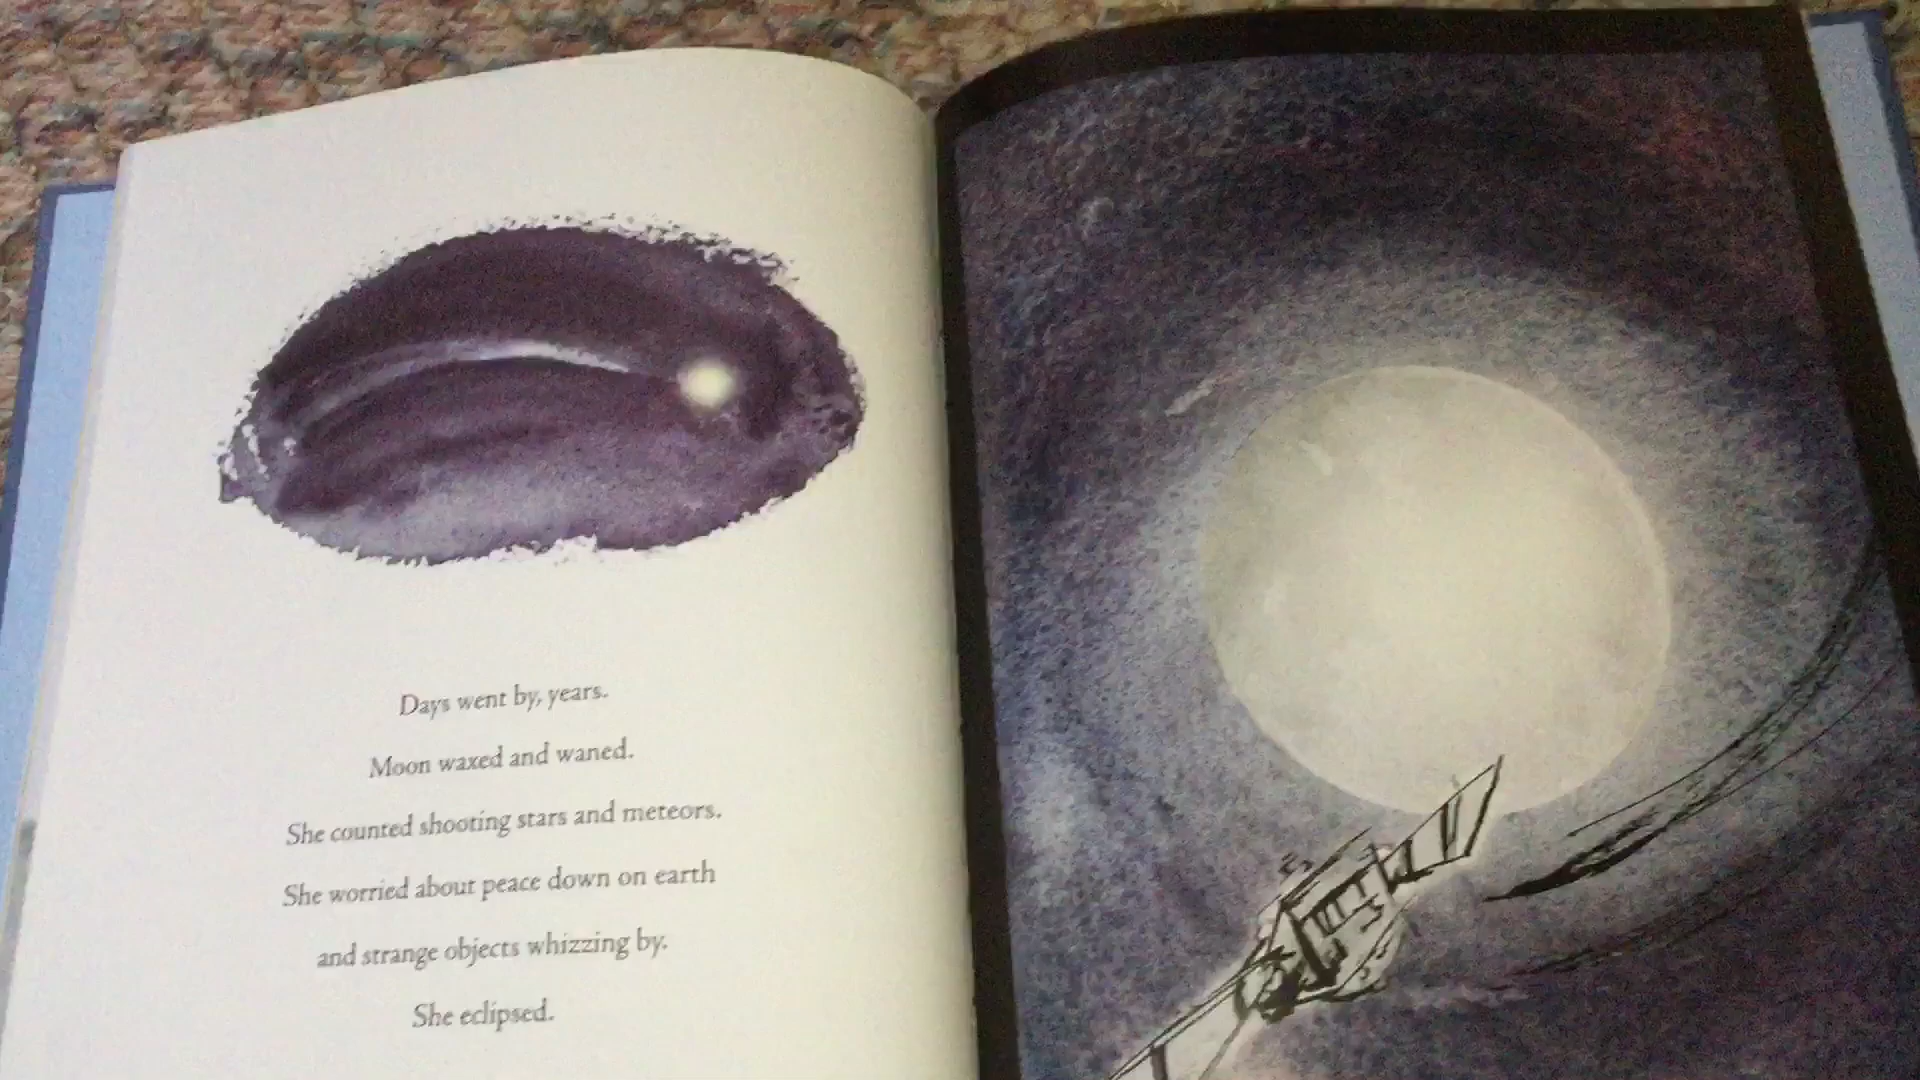 Days went by, years.
Moon waxed and waned.
She counted shooting stars and meteors.
She worried about peace down on earth
and strange objects whizzing by.
She eclipsed.